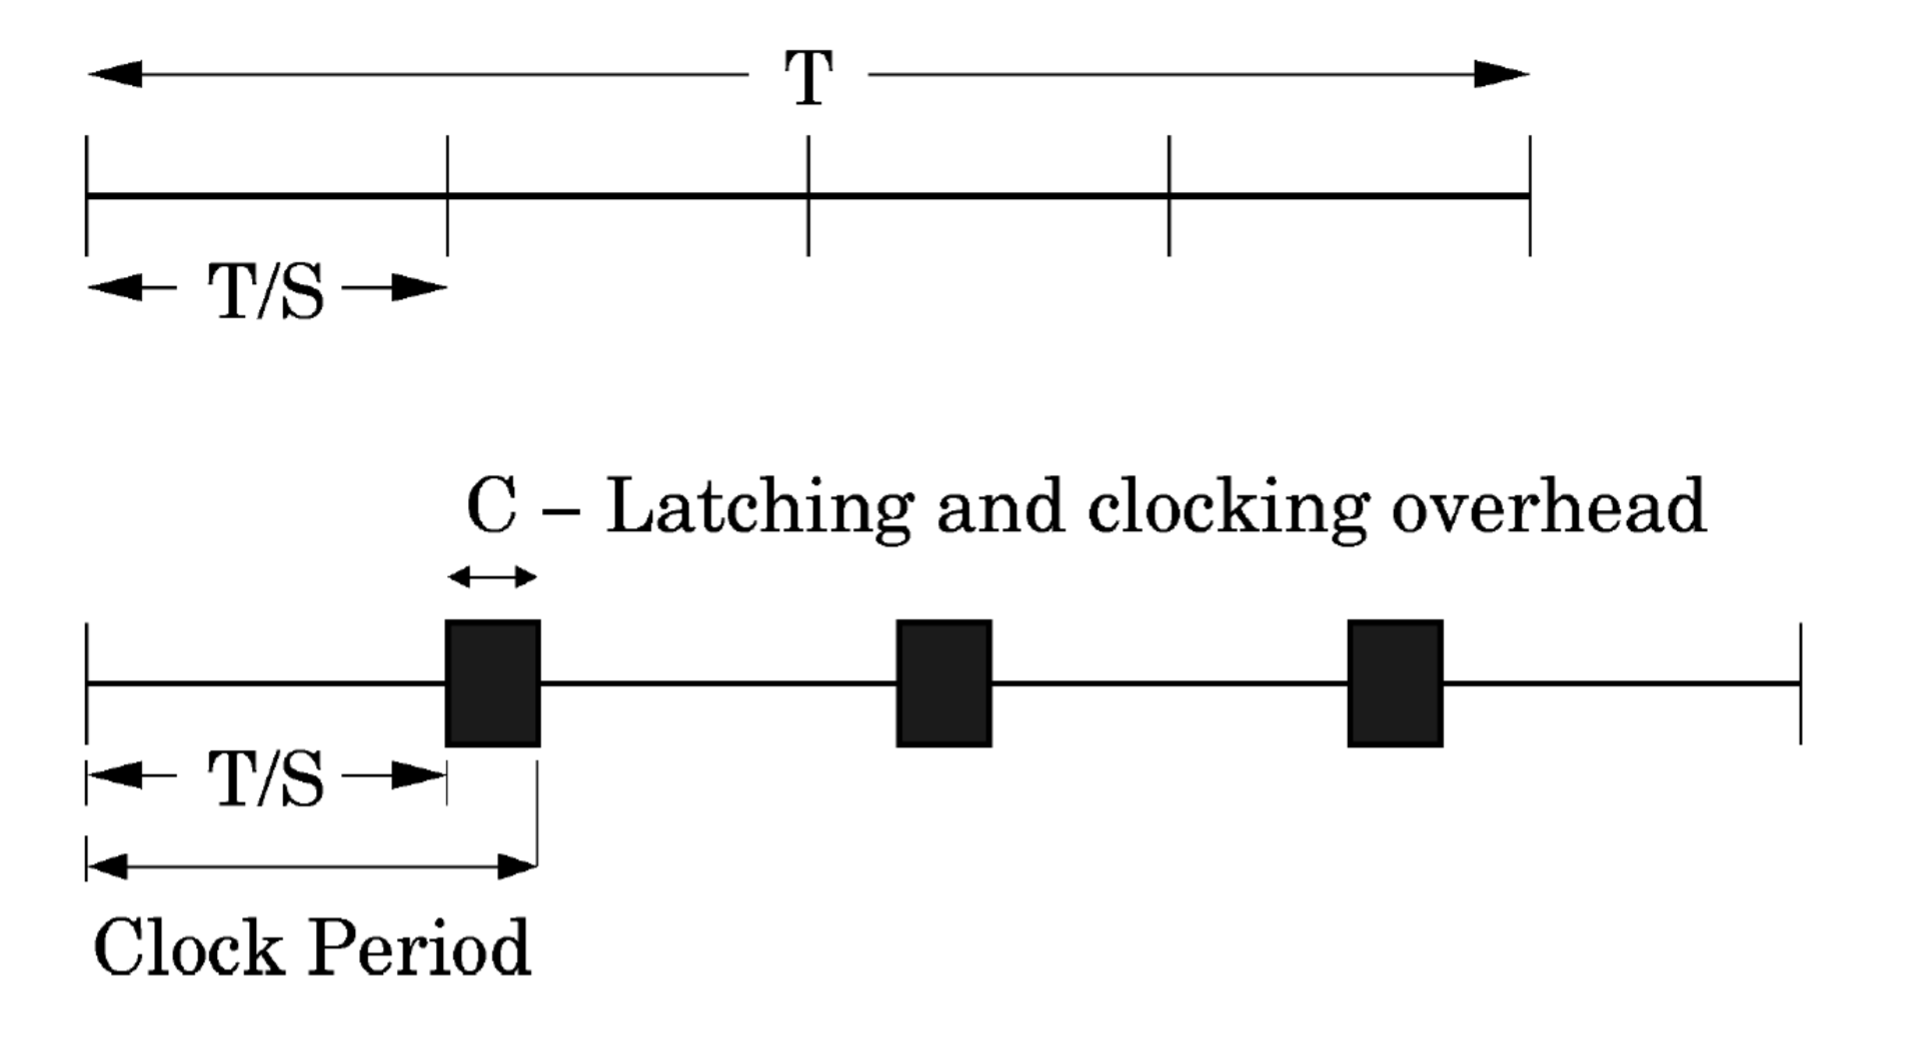 T
T/S
C – Latching and clocking overhead
T/S
Clock Period